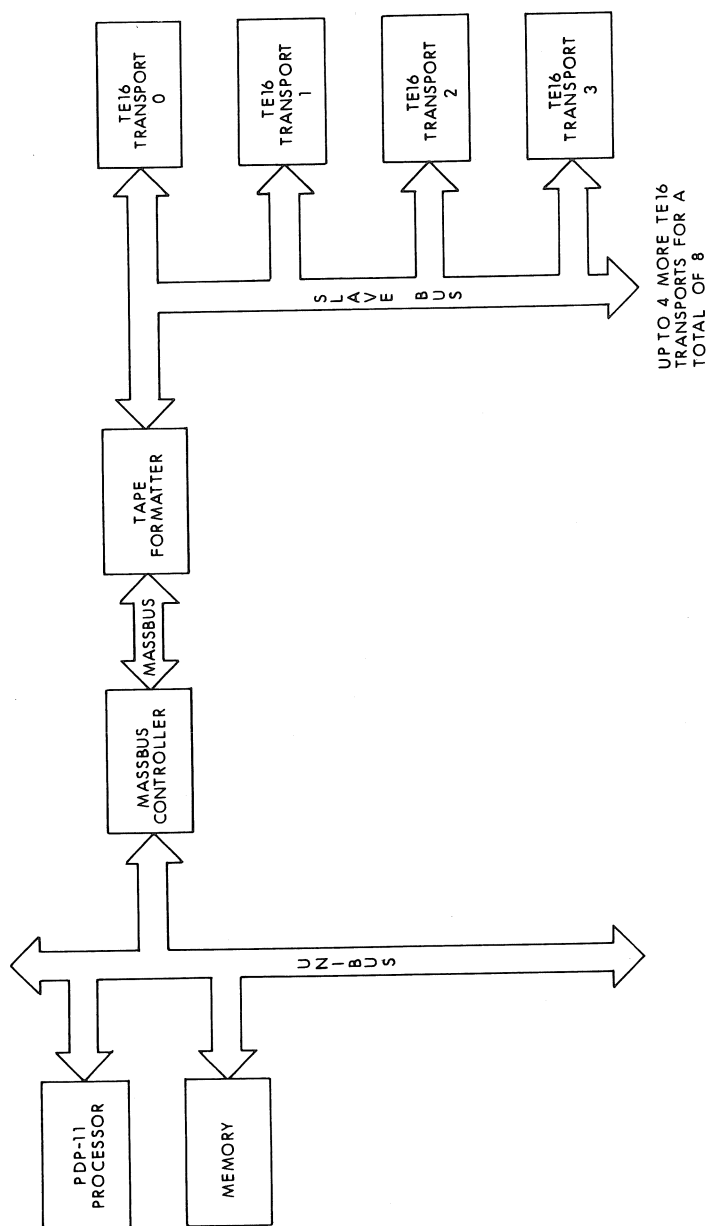 PDP-11
PROCESSOR
MEMORY
UNIBUS
MASSBUS
CONTROLLER
MASSBUS
TAPE
FORMATTER
SLAVE BUS
TE16
TRANSPORT
0
TE16
TRANSPORT
1
TE16
TRANSPORT
2
TE16
TRANSPORT
3
UP TO 4 MORE TE16
TRANSPORTS FOR A
TOTAL OF 8